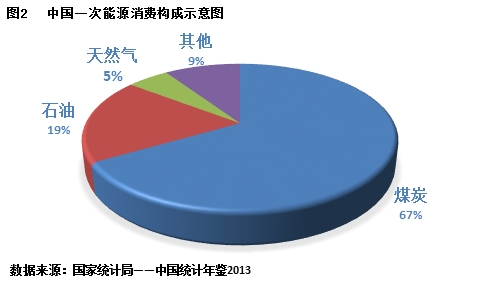 图2 中国一次能源消费构成示意图
其他
9%
天然气
5%
石油
19%
煤炭
67%
数据来源：国家统计局——中国统计年鉴2013